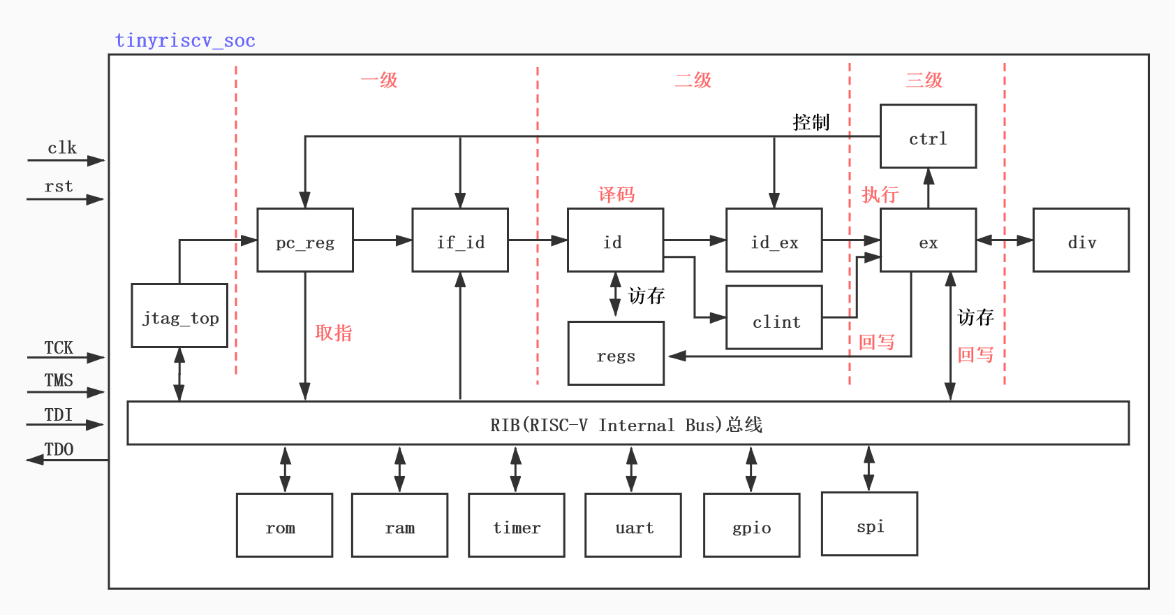 tinyriscv_soc
一级
二级
三级
控制
ctrl
clk
rst
译码
执行
pc_reg
if_id
id
id_ex
ex
div
jtag_top
取指
访存
clint
访存
regs
回写
回写
TCK
TMS
TDI
TDO
RIB(RISC-V Internal Bus)总线
rom
ram
timer
uart
gpio
spi